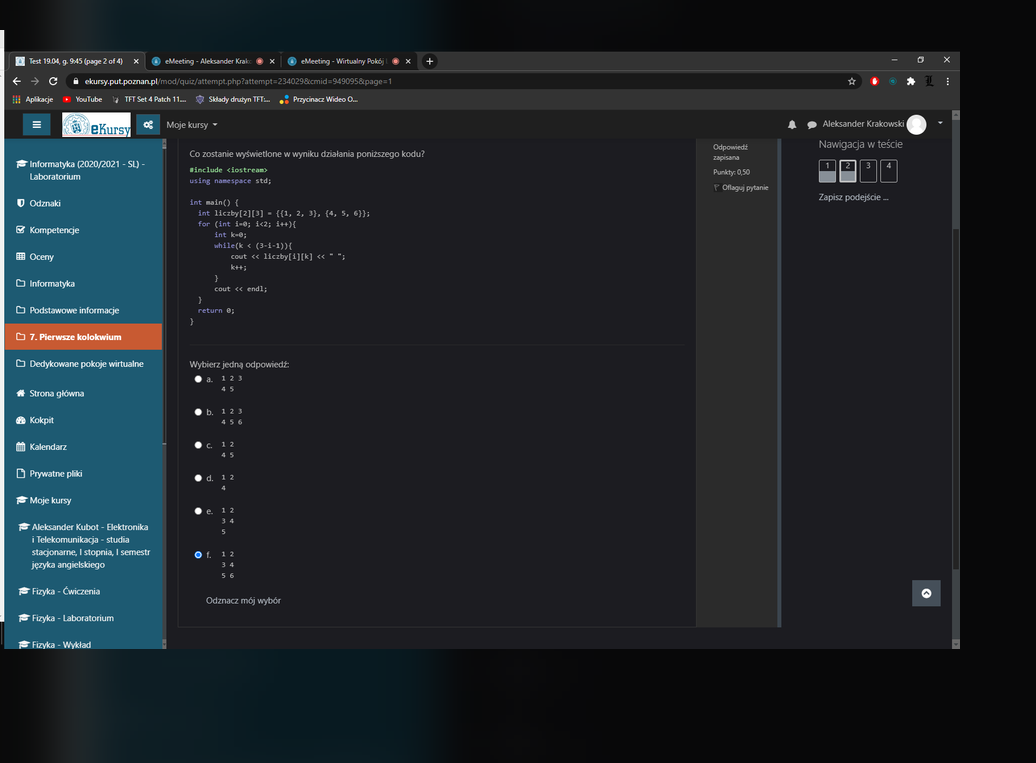 Test 19.04, g. 9:45 (page 2 of 4)
eMeeting - Aleksander Krak
eMeeting - Wirtualny Pokój
ekursy.put.poznan.pl/mod/quiz/attempt.php?attempt=234029&cmid=949095&page=1
Aplikacje
YouTube
TFT Set 4 Patch 11....
Składy drużyn TFT:...
Przycinacz Wideo O...
eKursy
Moje kursy
Aleksander Krakowski
Informatyka (2020/2021 - SL) -
Laboratorium
Odznaki
Kompetencje
Oceny
Informatyka
Podstawowe informacje
7. Pierwsze kolokwium
Dedykowane pokoje wirtualne
Strona główna
Kokpit
Kalendarz
Prywatne pliki
Moje kursy
Aleksander Kubot - Elektronika
i Telekomunikacja - studia
stacjonarne, I stopnia, I semestr
języka angielskiego
Fizyka - Ćwiczenia
Fizyka - Laboratorium
Fizyka - Wykład
Co zostanie wyświetlone w wyniku działania poniższego kodu?
#include <iostream>
using namespace std;
int main() {
int liczby[2][3] = {{1, 2, 3}, {4, 5, 6}};
for (int i=0; i<2; i++){
int k=0;
while(k < (3-i-1)){
cout << liczby[i][k] << " ";
k++;
}
cout << endl;
}
return 0;
}
Wybierz jedną odpowiedź:
a. 1 2 3
4 5
b. 1 2 3
4 5 6
c. 1 2
4 5
d. 1 2
4
e. 1 2
3 4
5
f. 1 2
3 4
5 6
Odznacz mój wybór
Odpowiedź
zapisana
Punkty: 0,50
Oflaguj pytanie
Nawigacja w teście
1 2 3 4
Zapisz podejście ...